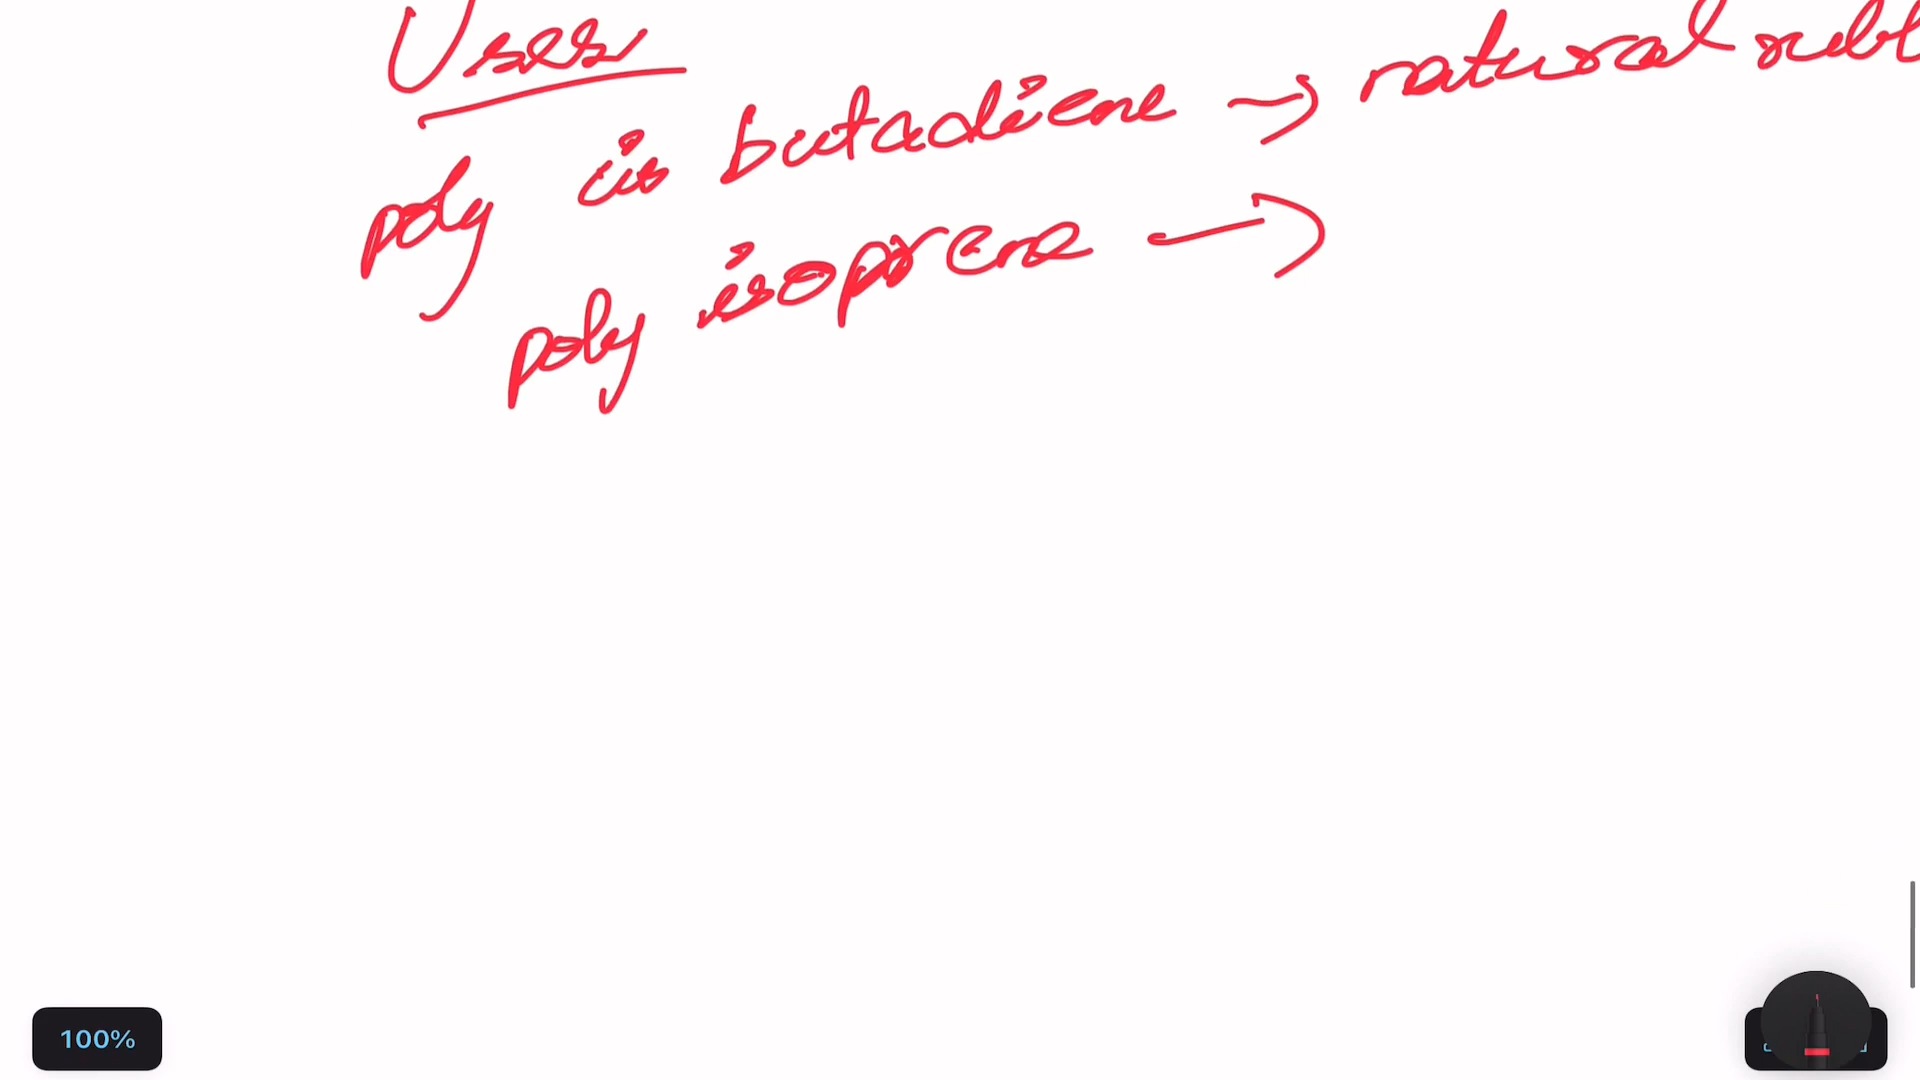 Uses
poly cis butadiene → natural rubb
poly isoprene →
100%